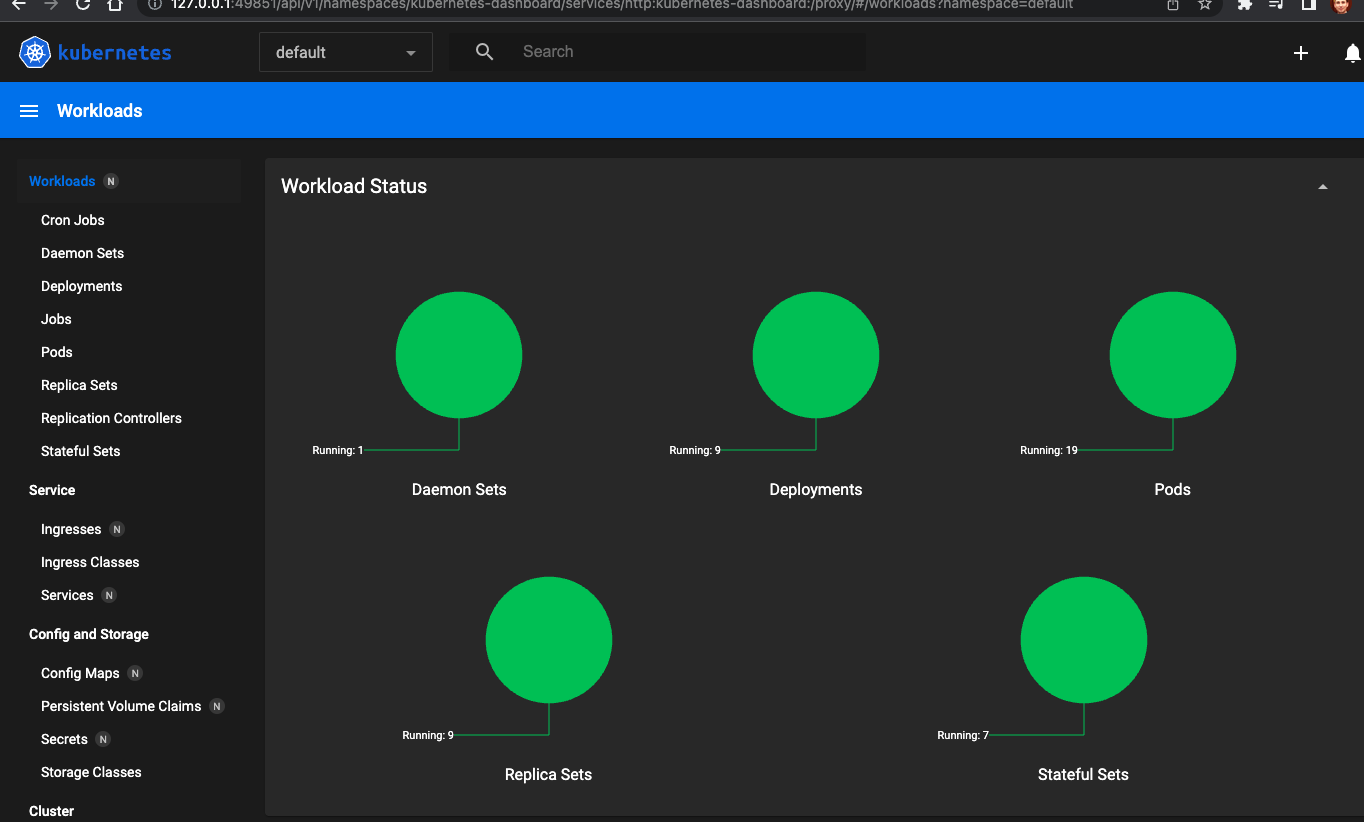 127.0.0.1:49851/api/v1/namespaces/kubernetes-dashboard/services/http:kubernetes-dashboard:/proxy/#/workloads?namespace=default
kubernetes
default
Search
Workloads
Workloads N
Cron Jobs
Daemon Sets
Deployments
Jobs
Pods
Replica Sets
Replication Controllers
Stateful Sets
Service
Ingresses N
Ingress Classes
Services N
Config and Storage
Config Maps N
Persistent Volume Claims N
Secrets N
Storage Classes
Cluster
Workload Status
Running: 1
Daemon Sets
Running: 9
Deployments
Running: 19
Pods
Running: 9
Replica Sets
Running: 7
Stateful Sets